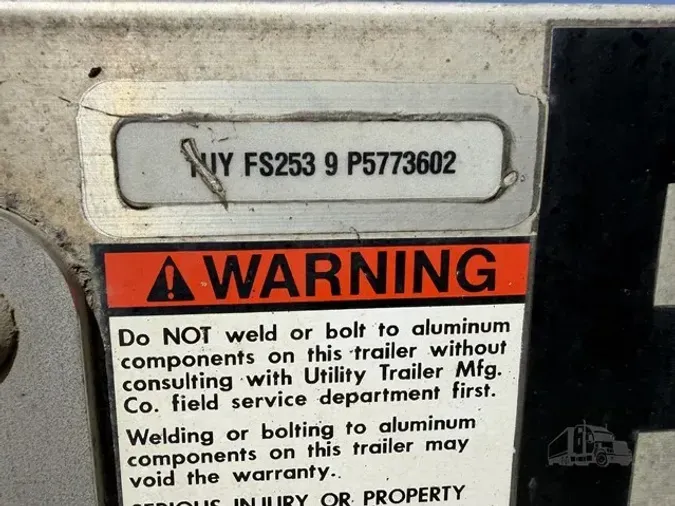 1UY FS253 9 P5773602
WARNING
Do NOT weld or bolt to aluminum
components on this trailer without
consulting with Utility Trailer Mfg.
Co. field service department first.
Welding or bolting to aluminum
components on this trailer may
void the warranty.
SERIOUS INJURY OR PROPERTY